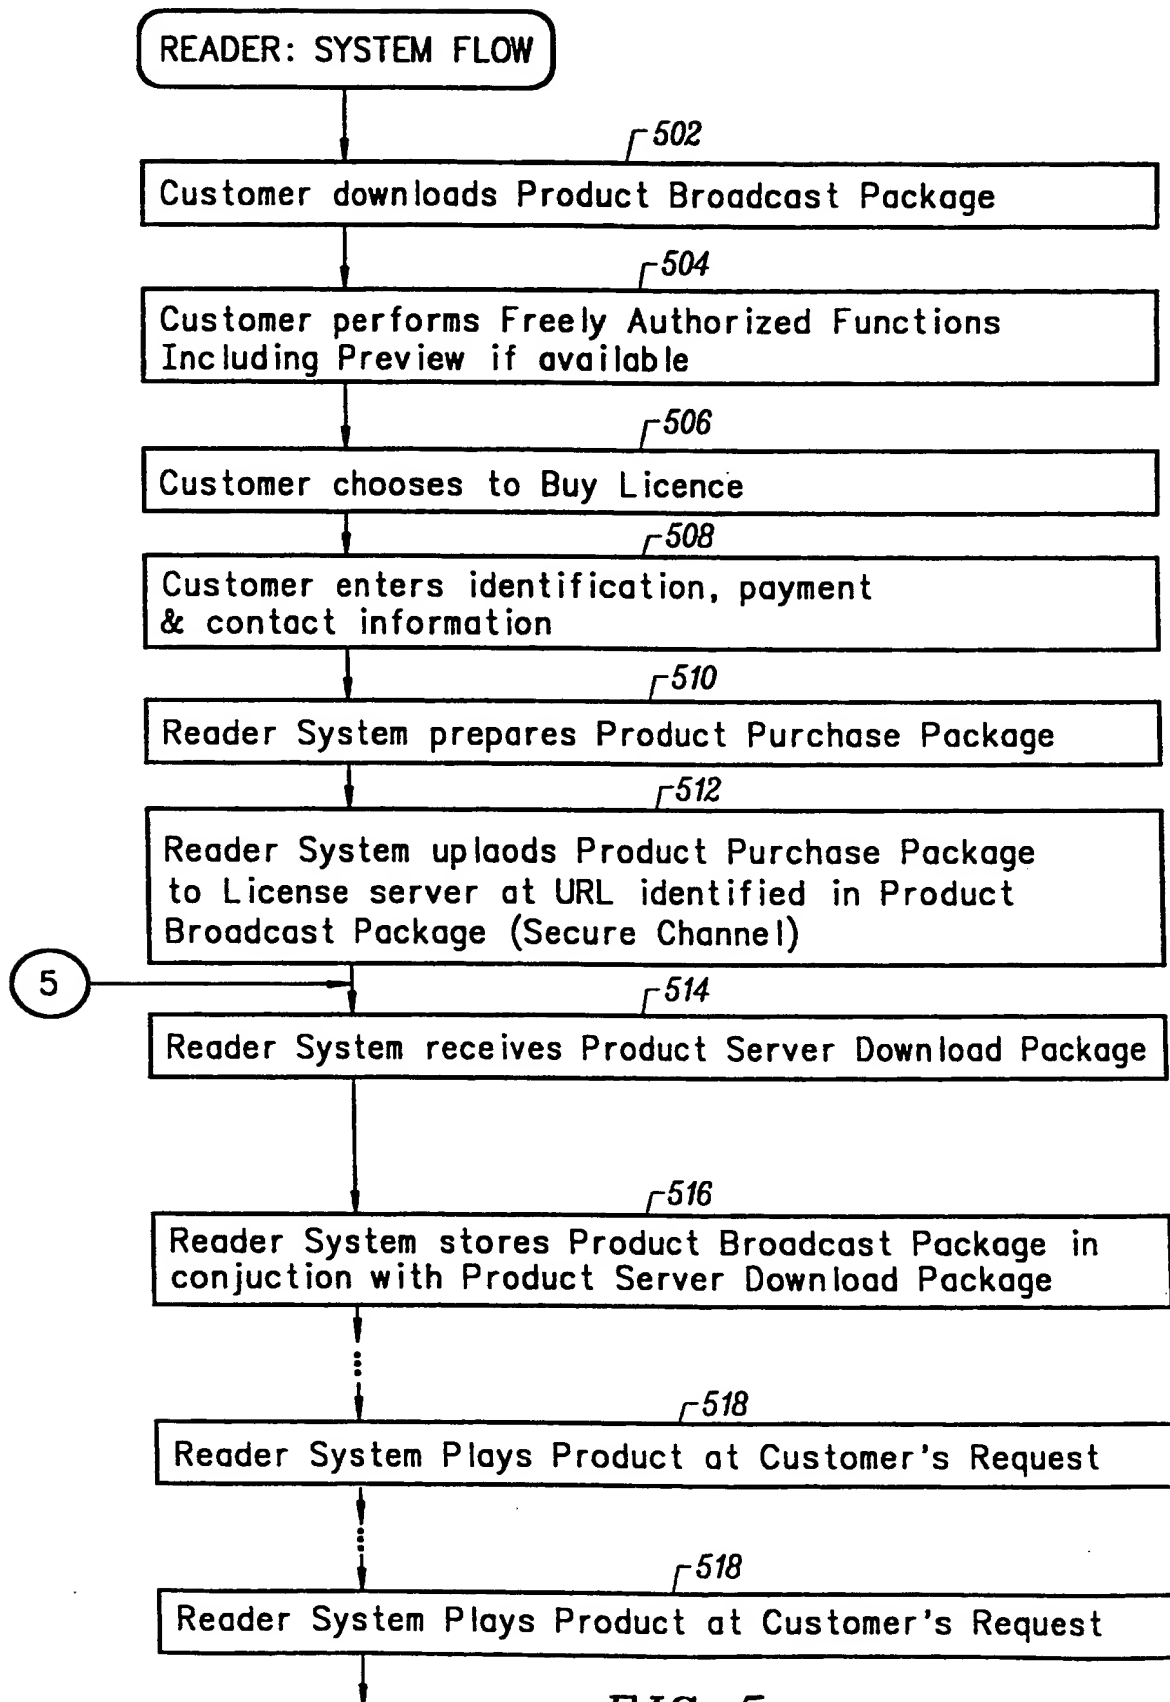 READER: SYSTEM FLOW
502
Customer downloads Product Broadcast Package
504
Customer performs Freely Authorized Functions
Including Preview if available
506
Customer chooses to Buy Licence
508
Customer enters identification, payment
& contact information
510
Reader System prepares Product Purchase Package
512
Reader System uplaods Product Purchase Package
to License server at URL identified in Product
Broadcast Package (Secure Channel)
5
514
Reader System receives Product Server Download Package
516
Reader System stores Product Broadcast Package in
conjuction with Product Server Download Package
518
Reader System Plays Product at Customer's Request
518
Reader System Plays Product at Customer's Request
FIG. 5